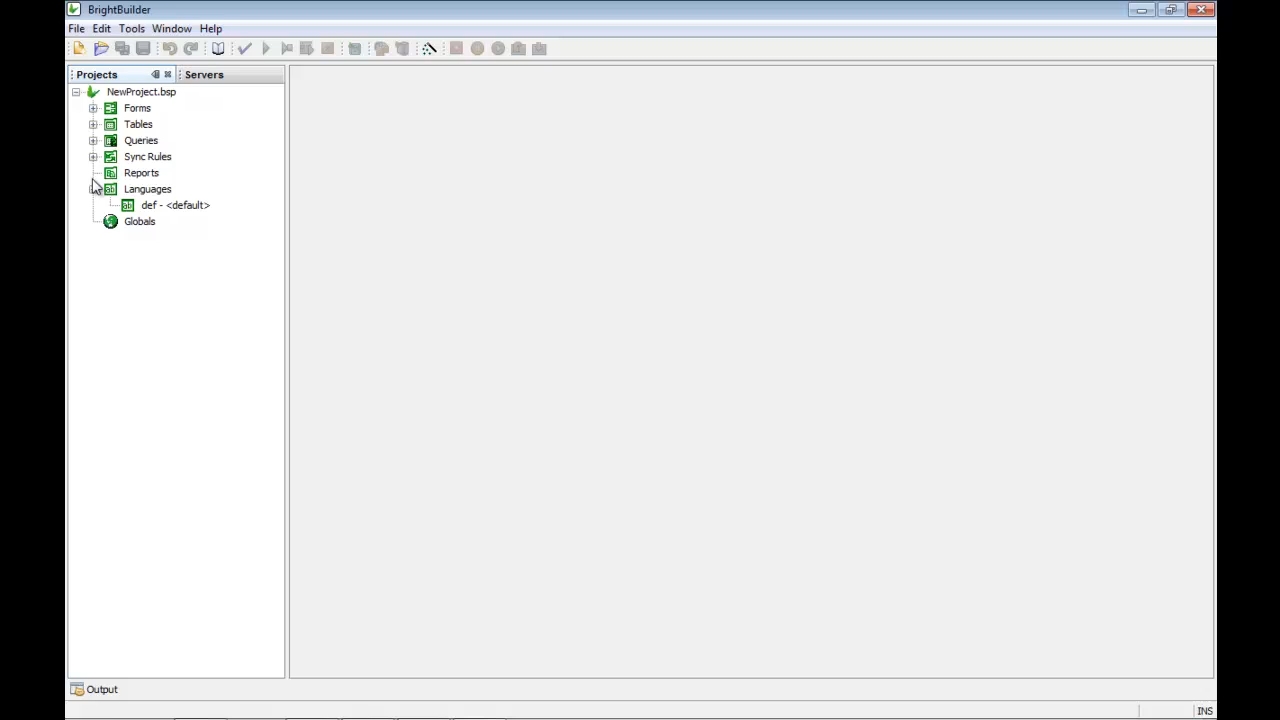 BrightBuilder
File Edit Tools Window Help
Projects Servers
NewProject.bsp
Forms
Tables
Queries
Sync Rules
Reports
Languages
def - <default>
Globals
Output
INS